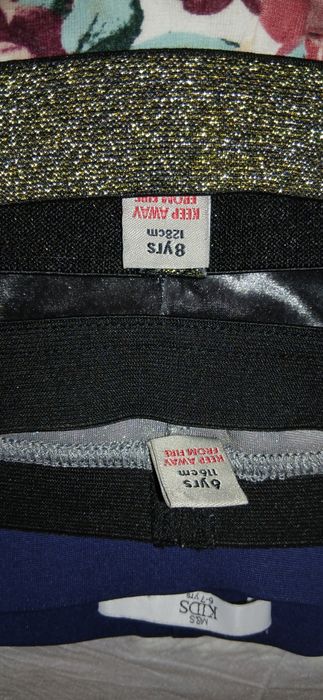 8yrs
128cm
KEEP AWAY
FROM FIRE
6yrs
116cm
KEEP AWAY
FROM FIRE
M&S
KIDS
6-7 yrs